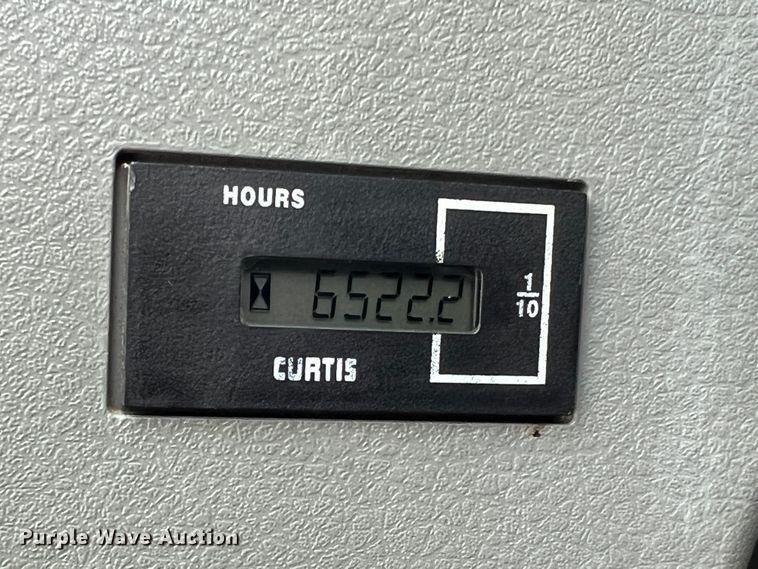 HOURS
6522.2
1
10
CURTIS
Purple Wave Auction